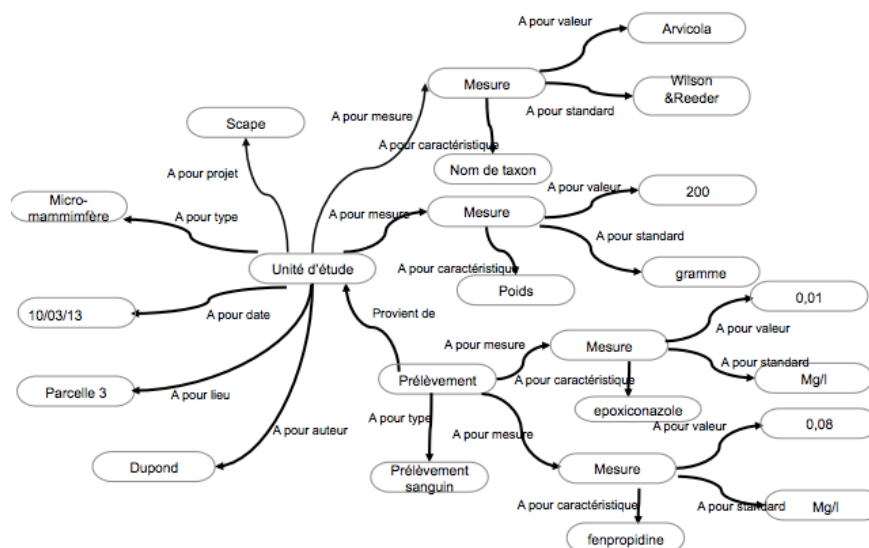 A pour valeur
Arvicola
Mesure
Wilson
&Reeder
A pour standard
Scape
A pour mesure
A pour caractéristique
Nom de taxon
A pour projet
Micro-
mammimfère
A pour type
A pour mesure
Mesure
A pour valeur
200
A pour standard
Unité d'étude
A pour caractéristique
gramme
Poids
10/03/13
A pour date
Provient de
0,01
A pour valeur
A pour mesure
Mesure
A pour standard
Prélèvement
A pour caractéristique
Mg/l
Parcelle 3
A pour lieu
epoxiconazole
A pour type
A pour auteur
A pour mesure
A pour valeur
0,08
Dupond
Prélèvement
sanguin
Mesure
A pour caractéristique
A pour standard
Mg/l
fenpropidine